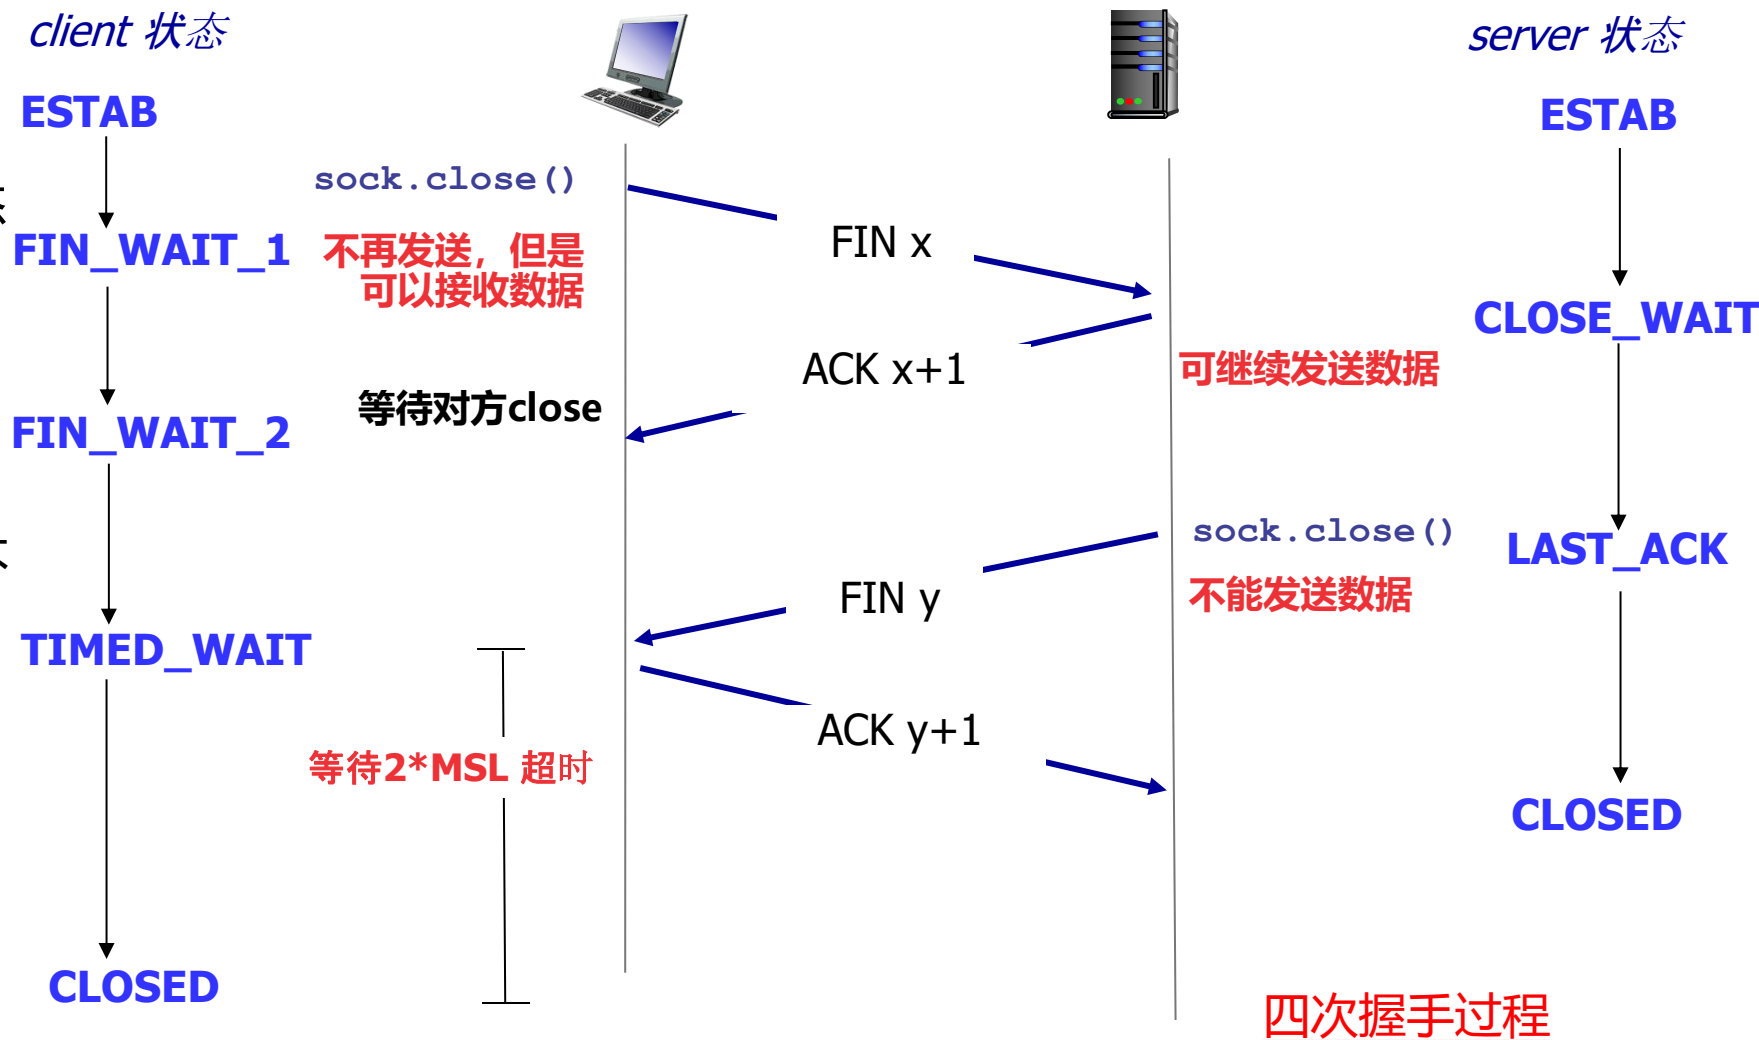 client 状态
server 状态
ESTAB
ESTAB
sock.close()
FIN_WAIT_1
不再发送，但是
可以接收数据
FIN x
CLOSE_WAIT
ACK x+1
可继续发送数据
等待对方close
FIN_WAIT_2
sock.close()
LAST_ACK
FIN y
不能发送数据
TIMED_WAIT
ACK y+1
等待2*MSL 超时
CLOSED
CLOSED
四次握手过程